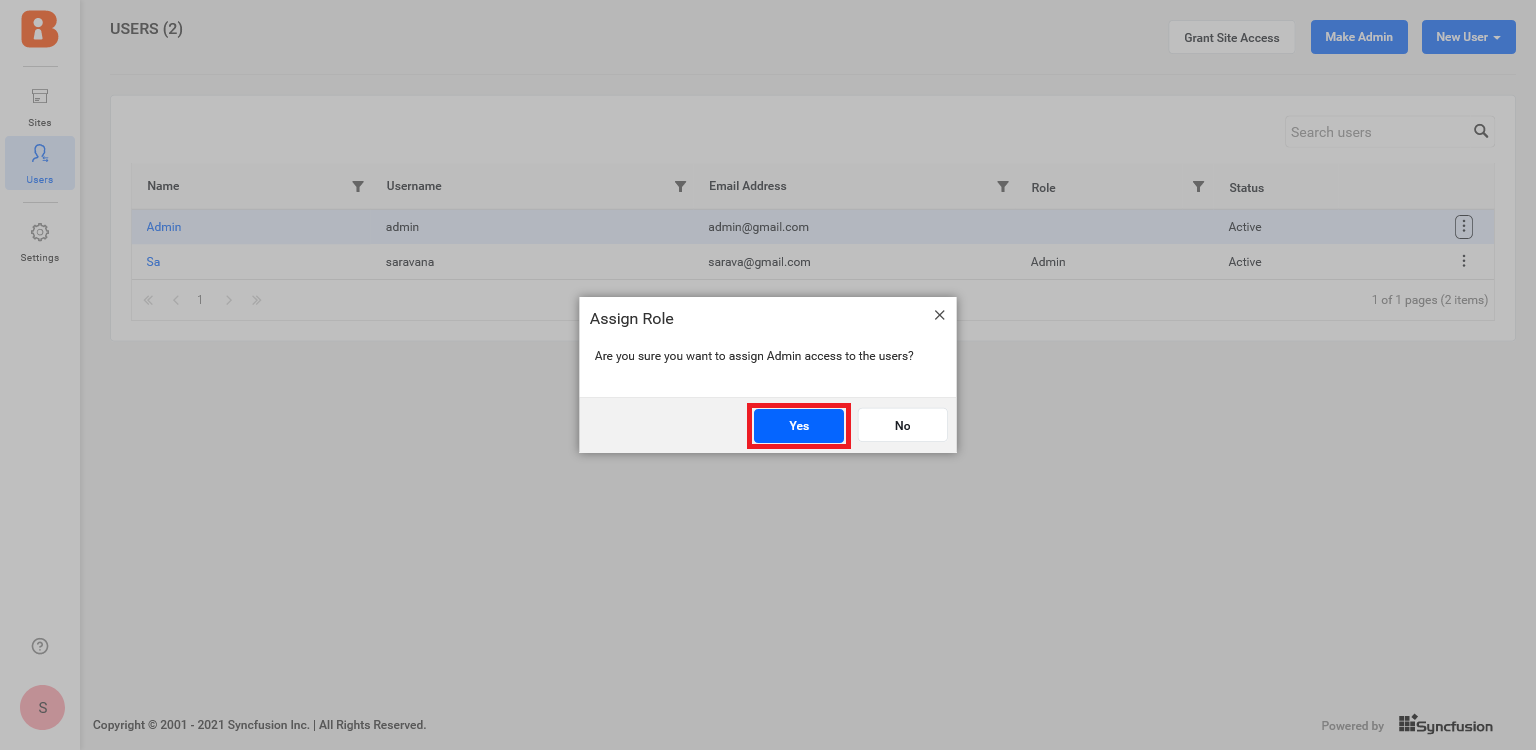 USERS (2)
Grant Site Access
Make Admin
New User
Sites
Users
Settings
Search users
Name Username Email Address Role Status
Admin admin admin@gmail.com Active
Sa saravana sarava@gmail.com Admin Active
1
1 of 1 pages (2 items)
Assign Role
Are you sure you want to assign Admin access to the users?
Yes
No
S
Copyright © 2001 - 2021 Syncfusion Inc. | All Rights Reserved.
Powered by Syncfusion